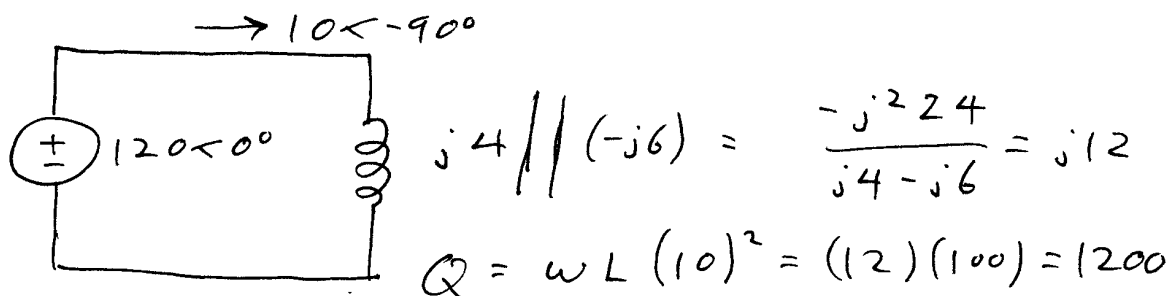 → 10<-90°
+
−
120<0°
j4 // (-j6) = -j²24 / (j4 - j6) = j12
Q = ωL(10)² = (12)(100) = 1200